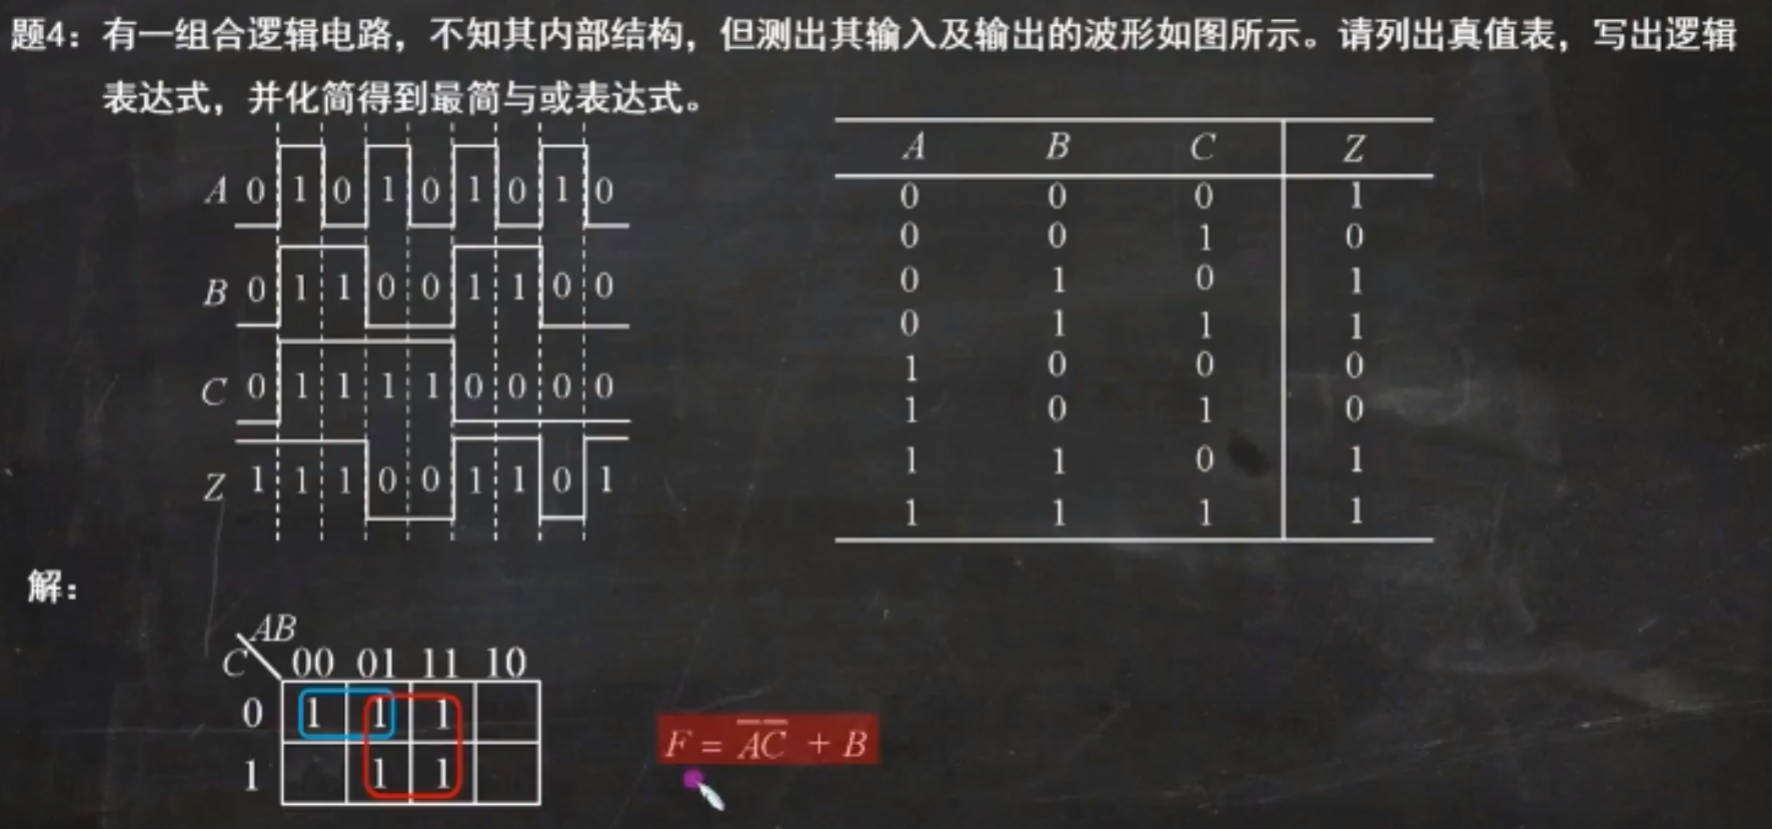 题4：有一组合逻辑电路，不知其内部结构，但测出其输入及输出的波形如图所示。请列出真值表，写出逻辑
表达式，并化简得到最简与或表达式。
A 0 1 0 1 0 1 0 1 0
B 0 1 1 0 0 1 1 0 0
C 0 1 1 1 1 0 0 0 0
Z 1 1 1 0 0 1 1 0 1
A B C Z
0 0 0 1
0 0 1 0
0 1 0 1
0 1 1 1
1 0 0 0
1 0 1 0
1 1 0 1
1 1 1 1
解：
AB
C 00 01 11 10
0 1 1 1
1 1 1
F = A̅C̅ + B